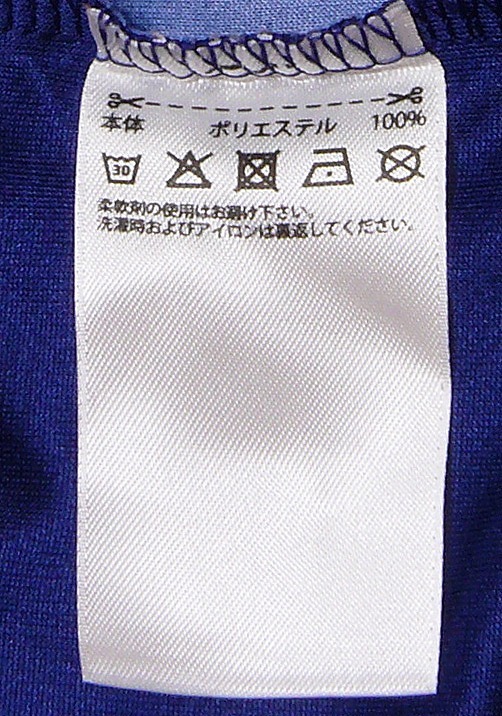 本体 ポリエステル 100%
30
柔軟剤の使用はお避け下さい。
洗濯時およびアイロンは裏返してください。